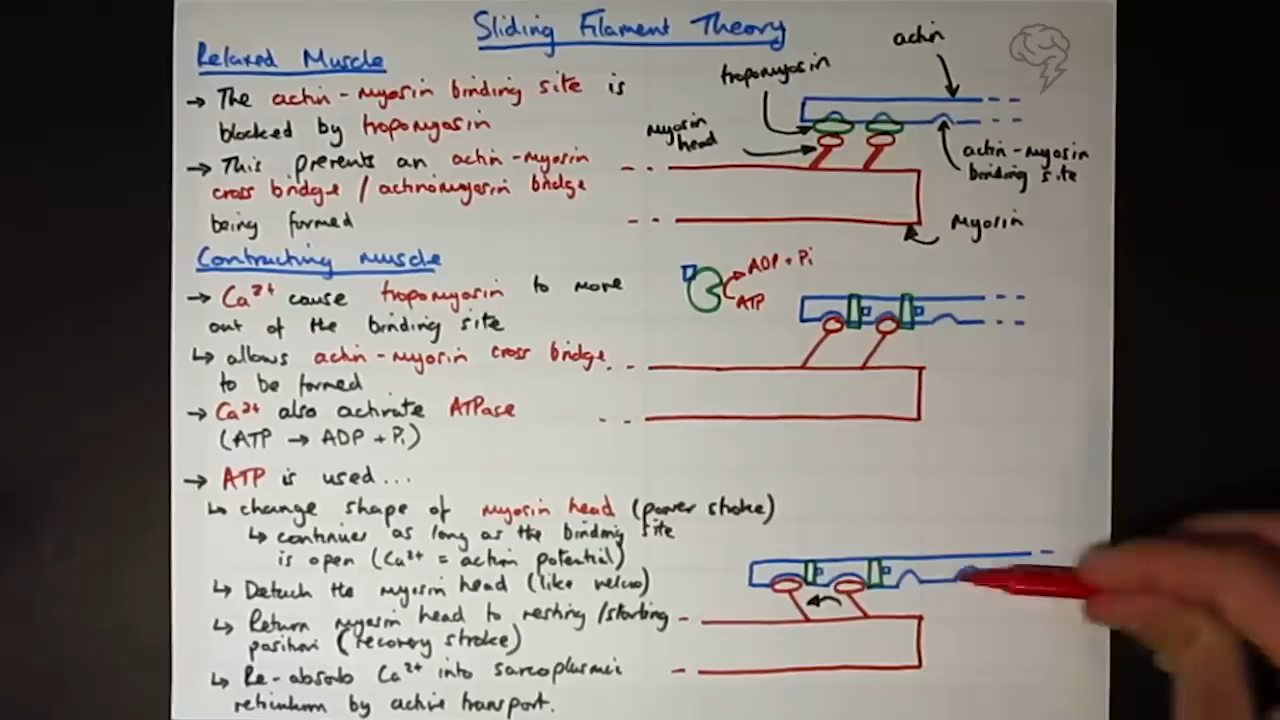 Sliding Filament Theory
Relaxed Muscle
→ The actin-myosin binding site is
blocked by tropomyosin
→ This prevents an actin-myosin
cross bridge / actinomyosin bridge
being formed
Contracting muscle
→ Ca²⁺ cause tropomyosin to move
out of the binding site
↳ allows actin-myosin cross bridge
to be formed
→ Ca²⁺ also activate ATPase
(ATP → ADP + Pi)
→ ATP is used...
↳ change shape of myosin head (power stroke)
↳ continues as long as the binding site
is open (Ca²⁺ = action potential)
↳ Detach the myosin head (like velcro)
↳ Return myosin head to resting/starting
position (recovery stroke)
↳ Re-absorb Ca²⁺ into sarcoplasmic
reticulum by active transport.
actin
tropomyosin
myosin
head
actin-myosin
binding site
Myosin
ADP + Pi
ATP